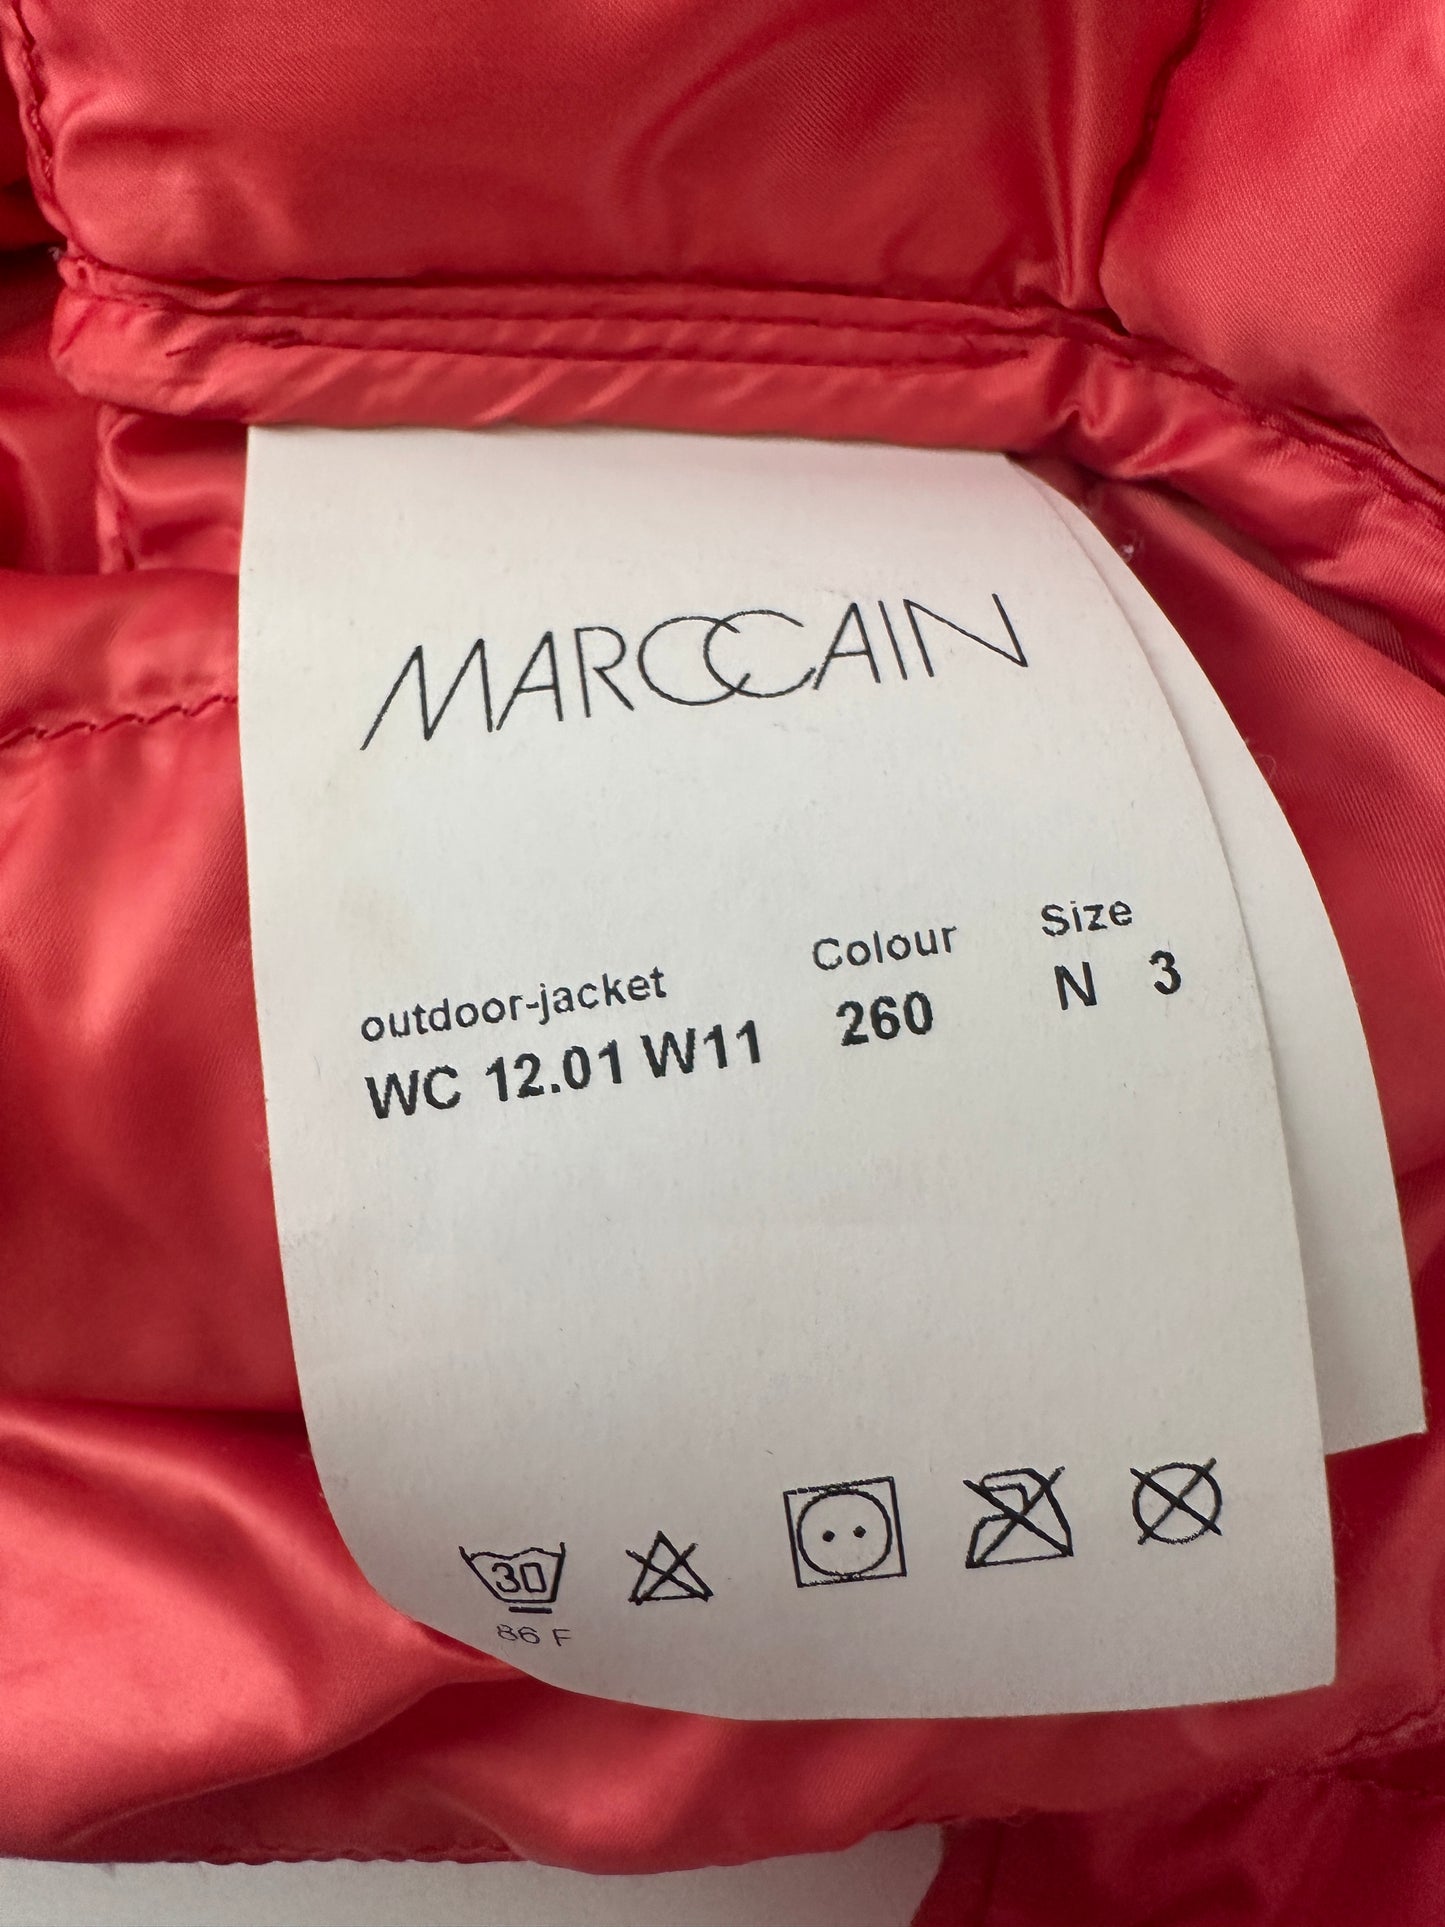 MARCCAIN
outdoor-jacket Colour Size
WC 12.01 W11 260 N 3
30
86 F